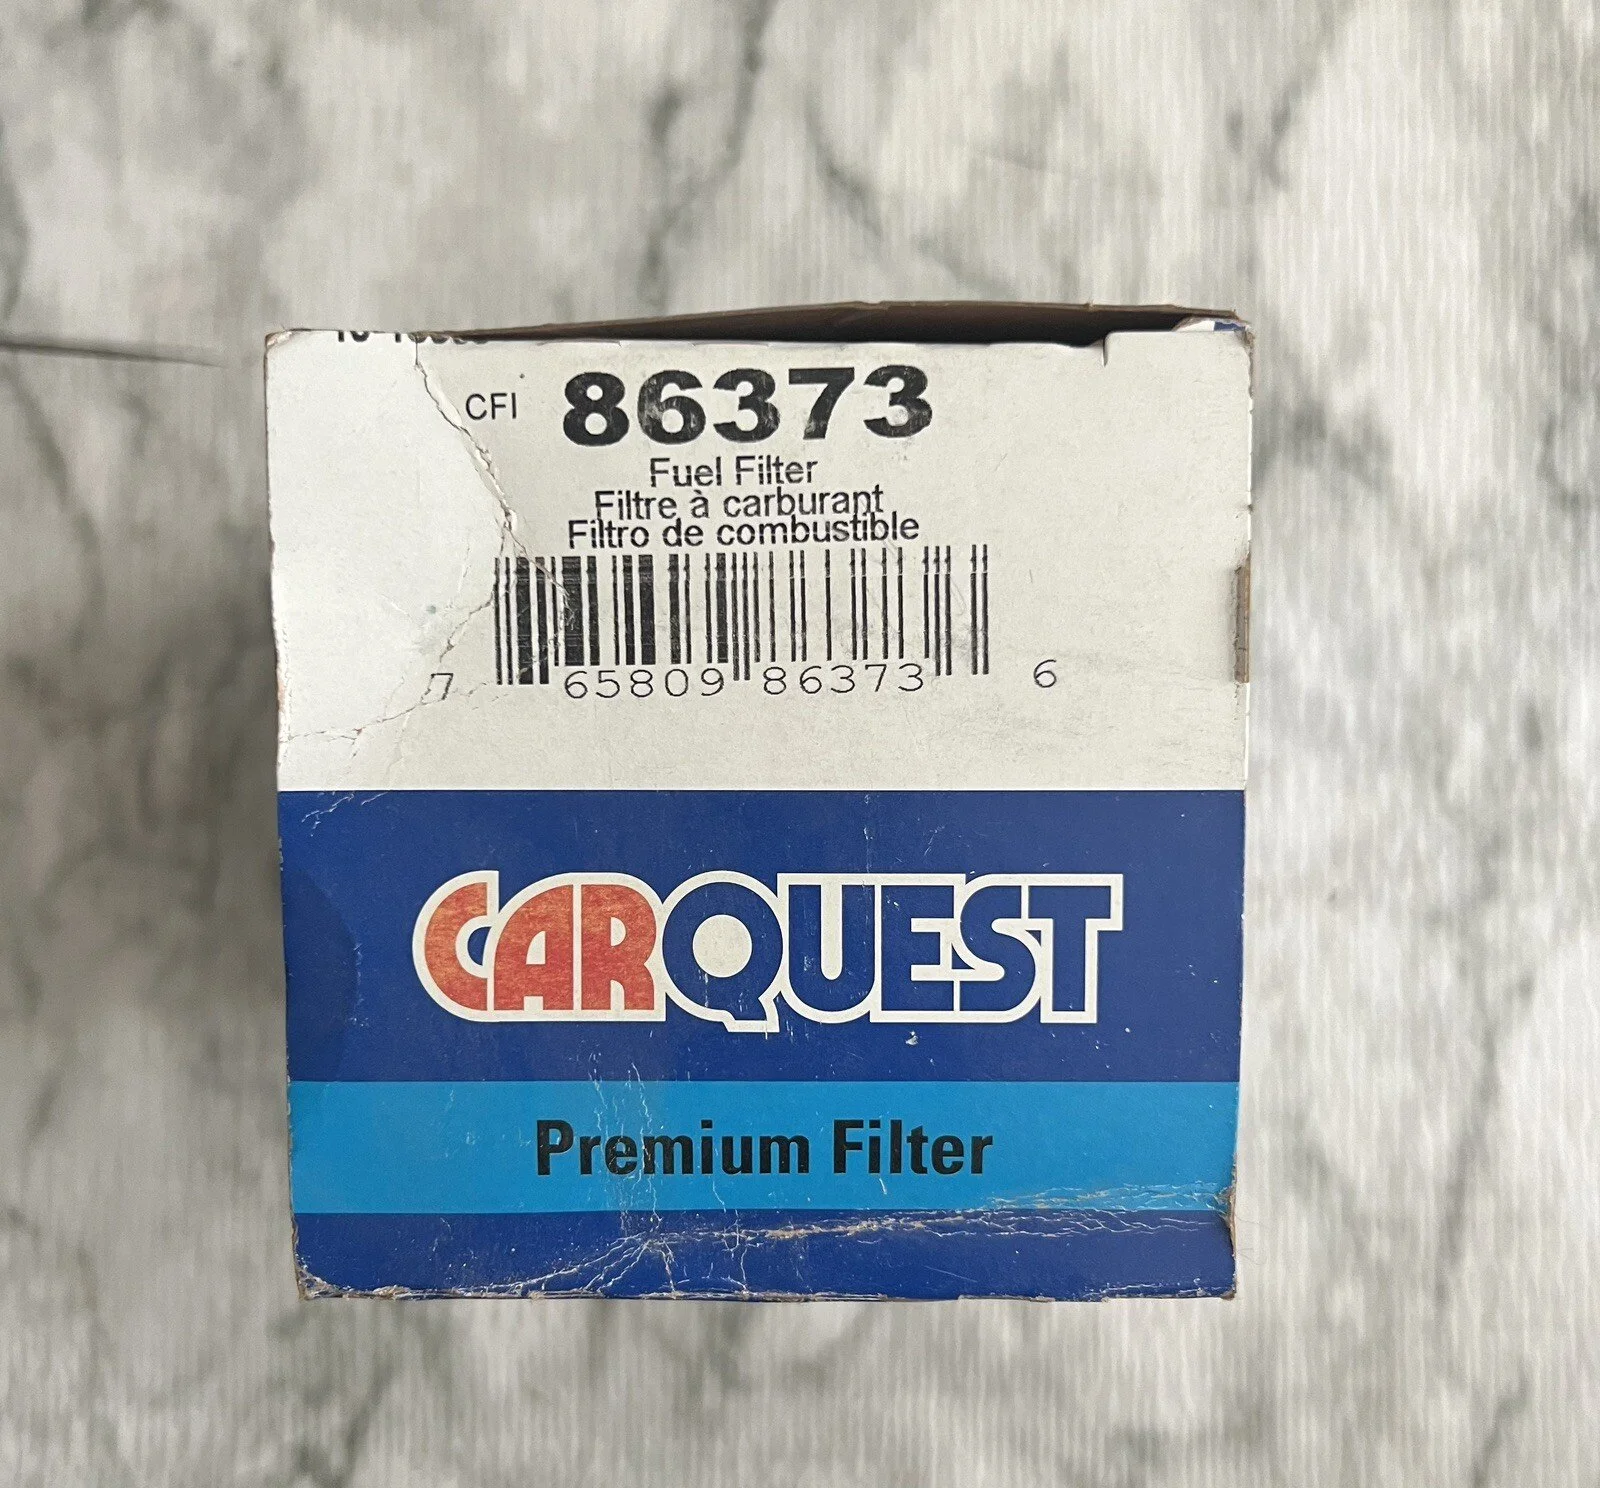 CFI 86373
Fuel Filter
Filtre à carburant
Filtro de combustible
7 65809 86373 6
CARQUEST
Premium Filter